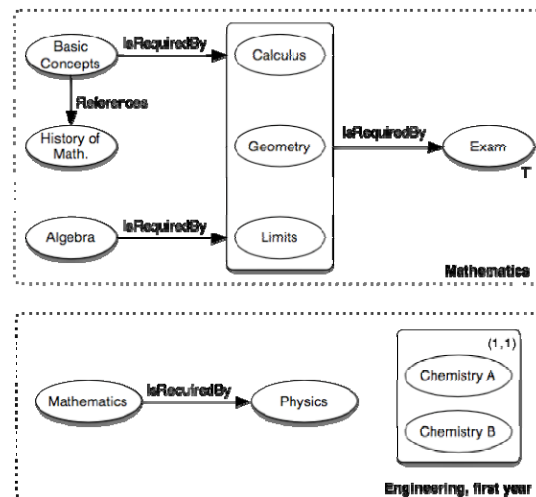 Basic
Concepts
IsRequiredBy
Calculus
References
History of
Math.
Geometry
IsRequiredBy
Exam
T
Algebra
IsRequiredBy
Limits
Mathematics
(1,1)
Mathematics
IsRequiredBy
Physics
Chemistry A
Chemistry B
Engineering, first year